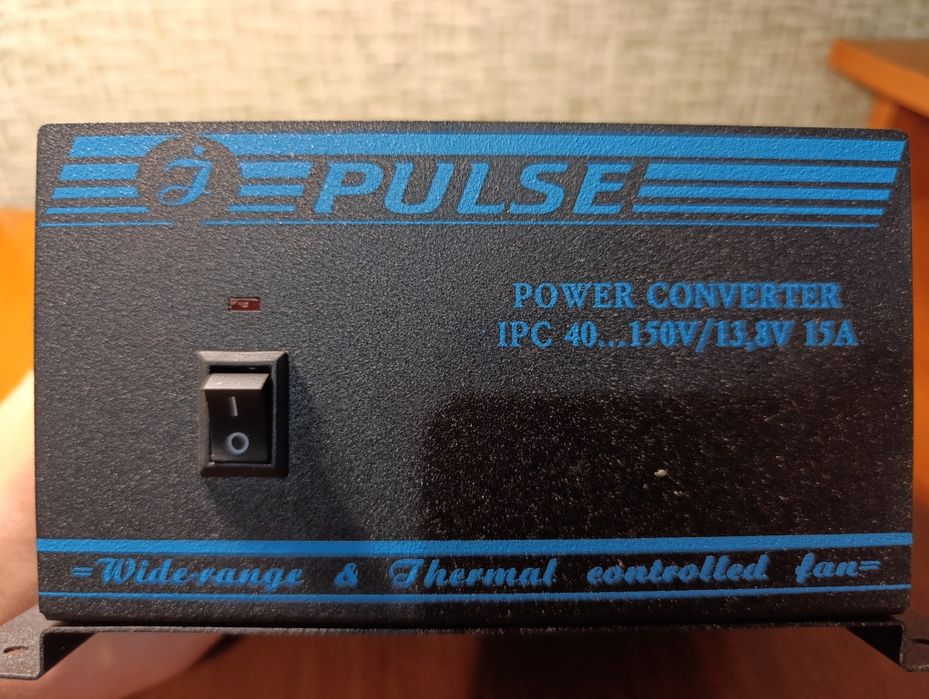 J PULSE
POWER CONVERTER
IPC 40...150V/13,8V 15A
I
O
=Wide-range & Thermal controlled fan=